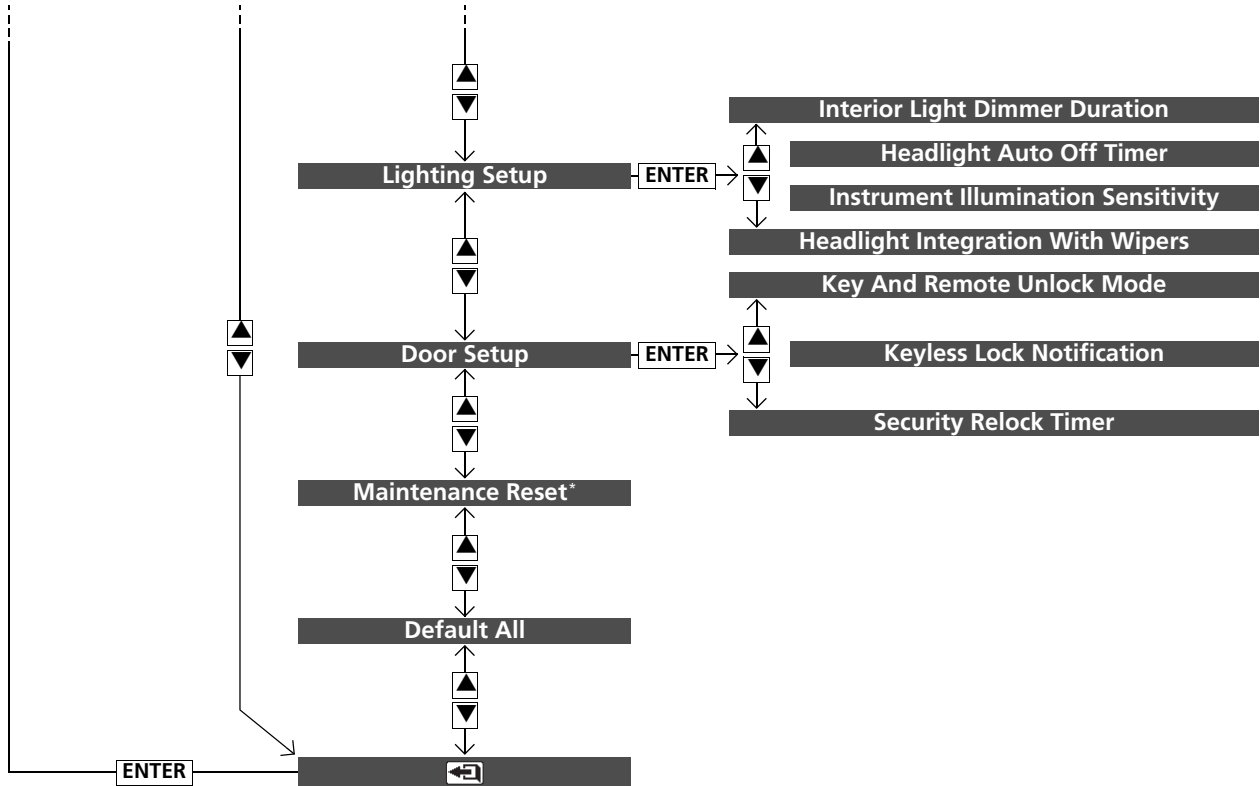 Interior Light Dimmer Duration
Headlight Auto Off Timer
Lighting Setup
ENTER
Instrument Illumination Sensitivity
Headlight Integration With Wipers
Key And Remote Unlock Mode
Door Setup
ENTER
Keyless Lock Notification
Security Relock Timer
Maintenance Reset*
Default All
ENTER